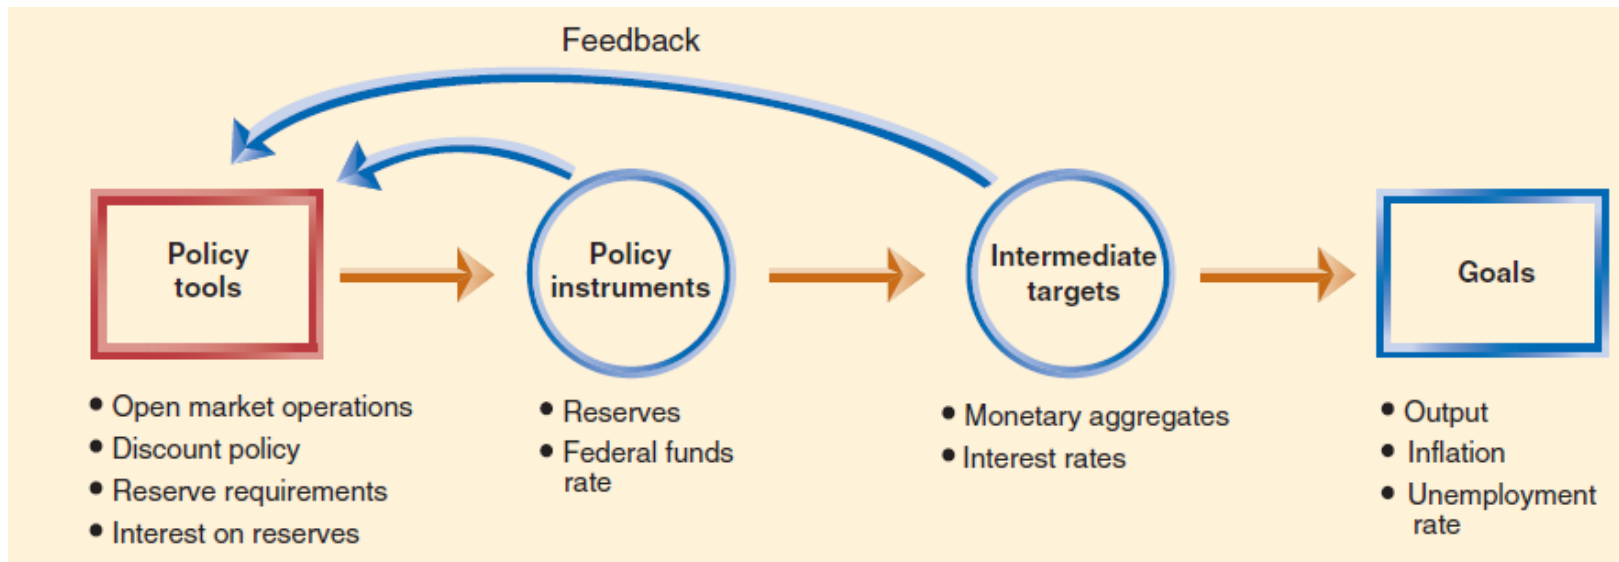 Feedback
Policy
tools
Policy
instruments
Intermediate
targets
Goals
• Open market operations
• Discount policy
• Reserve requirements
• Interest on reserves
• Reserves
• Federal funds
rate
• Monetary aggregates
• Interest rates
• Output
• Inflation
• Unemployment
rate